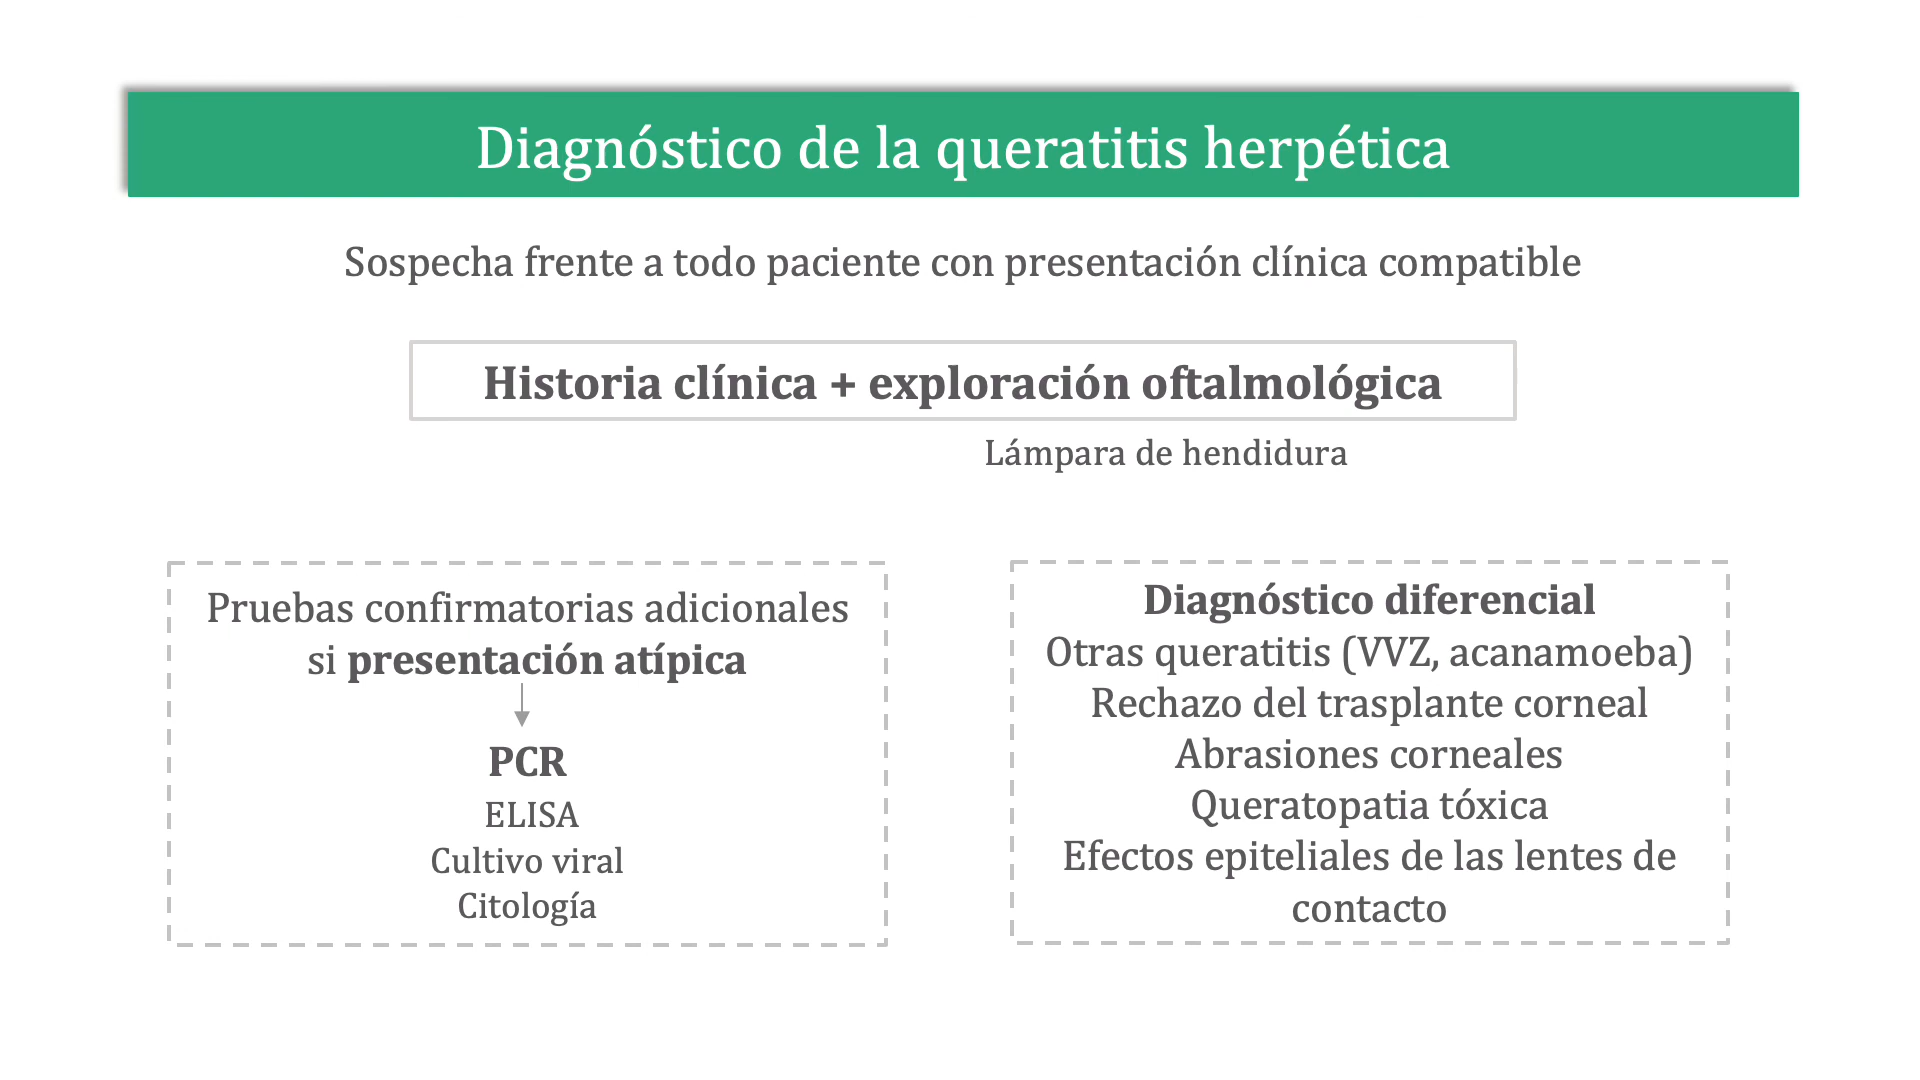 Diagnóstico de la queratitis herpética
Sospecha frente a todo paciente con presentación clínica compatible
Historia clínica + exploración oftalmológica
Lámpara de hendidura
Pruebas confirmatorias adicionales
si presentación atípica
PCR
ELISA
Cultivo viral
Citología
Diagnóstico diferencial
Otras queratitis (VVZ, acanamoeba)
Rechazo del trasplante corneal
Abrasiones corneales
Queratopatia tóxica
Efectos epiteliales de las lentes de
contacto